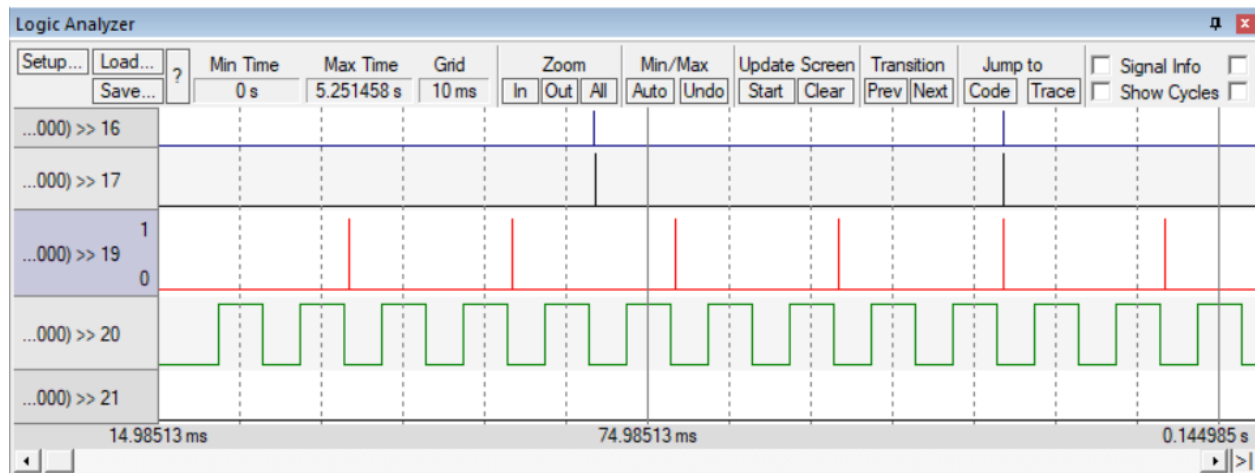 Logic Analyzer
Setup... Load... ? Min Time Max Time Grid Zoom Min/Max Update Screen Transition Jump to Signal Info
Save... 0 s 5.251458 s 10 ms In Out All Auto Undo Start Clear Prev Next Code Trace Show Cycles
...000) >> 16
...000) >> 17
1
...000) >> 19
0
...000) >> 20
...000) >> 21
14.98513 ms 74.98513 ms 0.144985 s
>|